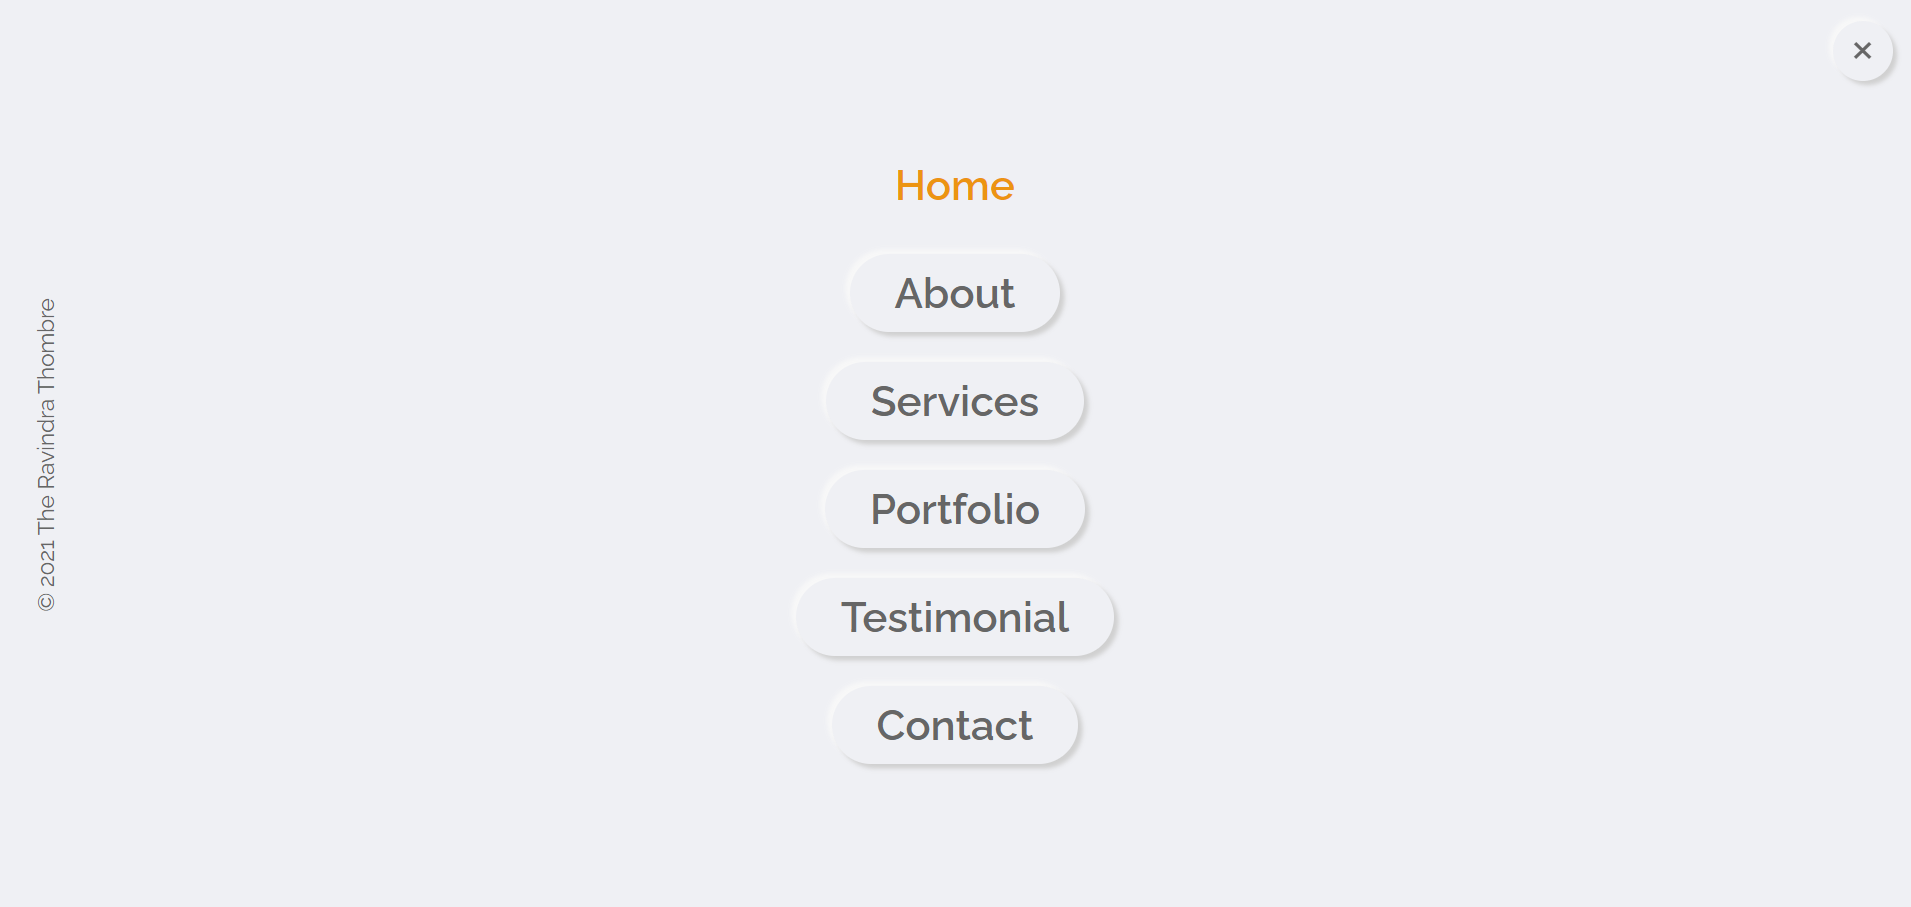 Home
About
Services
Portfolio
Testimonial
Contact
© 2021 The Ravindra Thombre